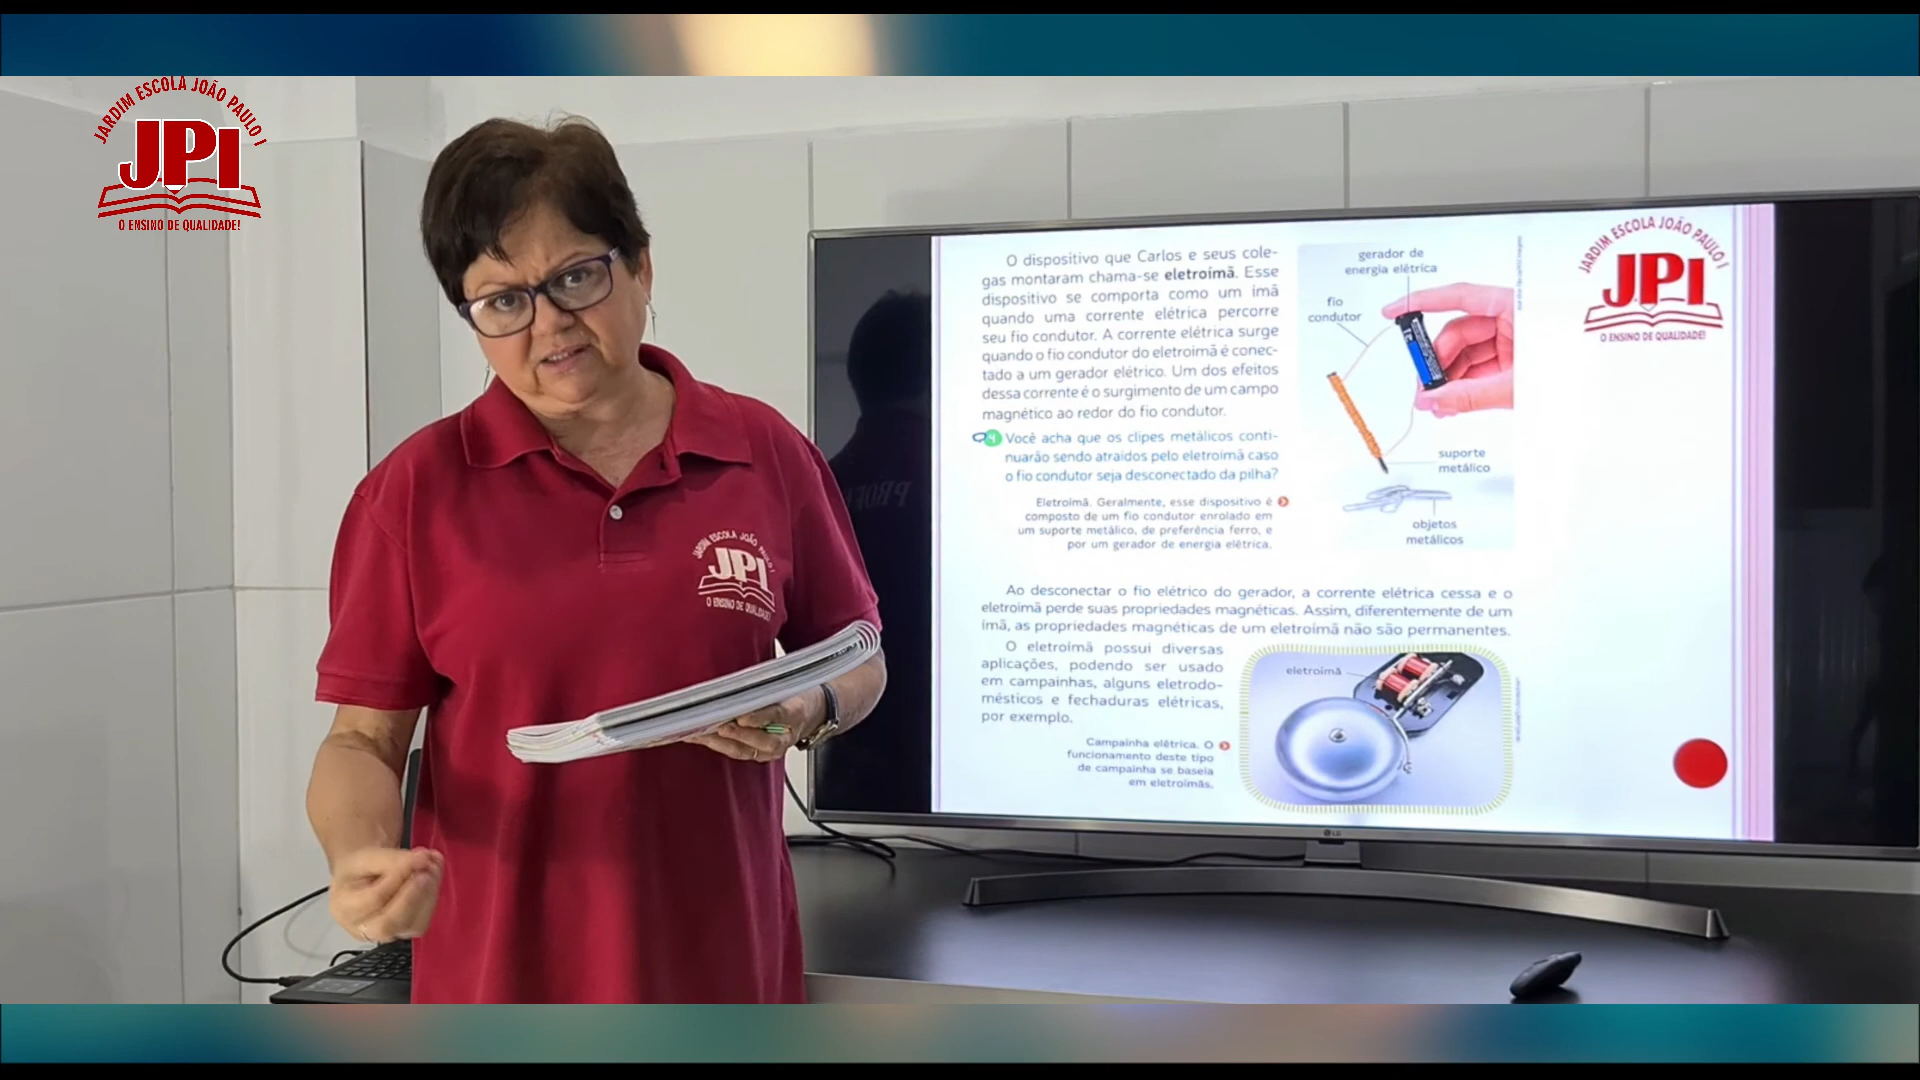 JARDIM ESCOLA JOÃO PAULO I
JPI
O ENSINO DE QUALIDADE!
JARDIM ESCOLA JOÃO PAULO I
JPI
O ENSINO DE QUALIDADE!
O dispositivo que Carlos e seus cole-
gas montaram chama-se eletroímã. Esse
dispositivo se comporta como um ímã
quando uma corrente elétrica percorre
seu fio condutor. A corrente elétrica surge
quando o fio condutor do eletroímã é conec-
tado a um gerador elétrico. Um dos efeitos
dessa corrente é o surgimento de um campo
magnético ao redor do fio condutor.
4 Você acha que os clipes metálicos conti-
nuarão sendo atraídos pelo eletroímã caso
o fio condutor seja desconectado da pilha?
Eletroímã. Geralmente, esse dispositivo é
composto de um fio condutor enrolado em
um suporte metálico, de preferência ferro, e
por um gerador de energia elétrica.
gerador de
energia elétrica
fio
condutor
suporte
metálico
objetos
metálicos
Ao desconectar o fio elétrico do gerador, a corrente elétrica cessa e o
eletroímã perde suas propriedades magnéticas. Assim, diferentemente de um
ímã, as propriedades magnéticas de um eletroímã não são permanentes.
O eletroímã possui diversas
aplicações, podendo ser usado
em campainhas, alguns eletrodo-
mésticos e fechaduras elétricas,
por exemplo.
Campainha elétrica. O
funcionamento deste tipo
de campainha se baseia
em eletroímãs.
eletroímã
JARDIM ESCOLA JOÃO PAULO I
JPI
O ENSINO DE QUALIDADE!
LG